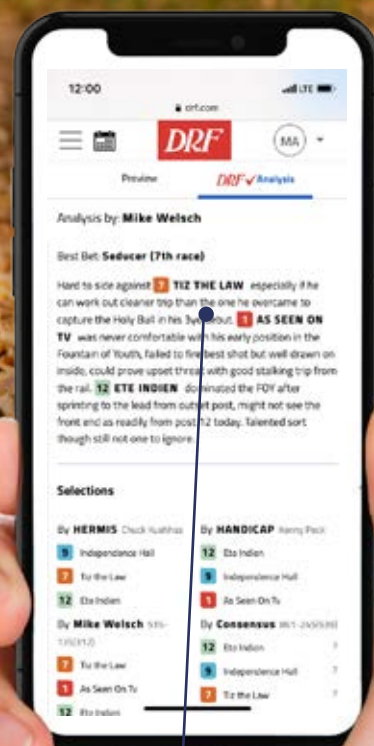 12:00
LTE
drf.com
DRF
MA
Preview
DRF Analysis
Analysis by: Mike Welsch
Best Bet: Seducer (7th race)
Hard to side against 7 TIZ THE LAW especially if he
can work out cleaner trip than the one he overcame to
capture the Holy Bull in his 3yo debut. 1 AS SEEN ON
TV was never comfortable with his early position in the
Fountain of Youth, failed to fire best shot but well drawn on
inside, could prove upset threat with good stalking trip from
the rail. 12 ETE INDIEN dominated the FOY after
sprinting to the lead from outset post, might not see the
front end as readily from post 12 today. Talented sort
though still not one to ignore.
Selections
By HERMIS Chuck
9 Independence Hall
7 Tiz the Law
12 Ete Indien
By HANDICAP
12 Ete Indien
9 Independence Hall
1 As Seen On Tv
By Mike Welsch
7 Tiz the Law
1 As Seen On Tv
12 Ete Indien
By Consensus
12 Ete Indien
9 Independence Hall
7 Tiz the Law